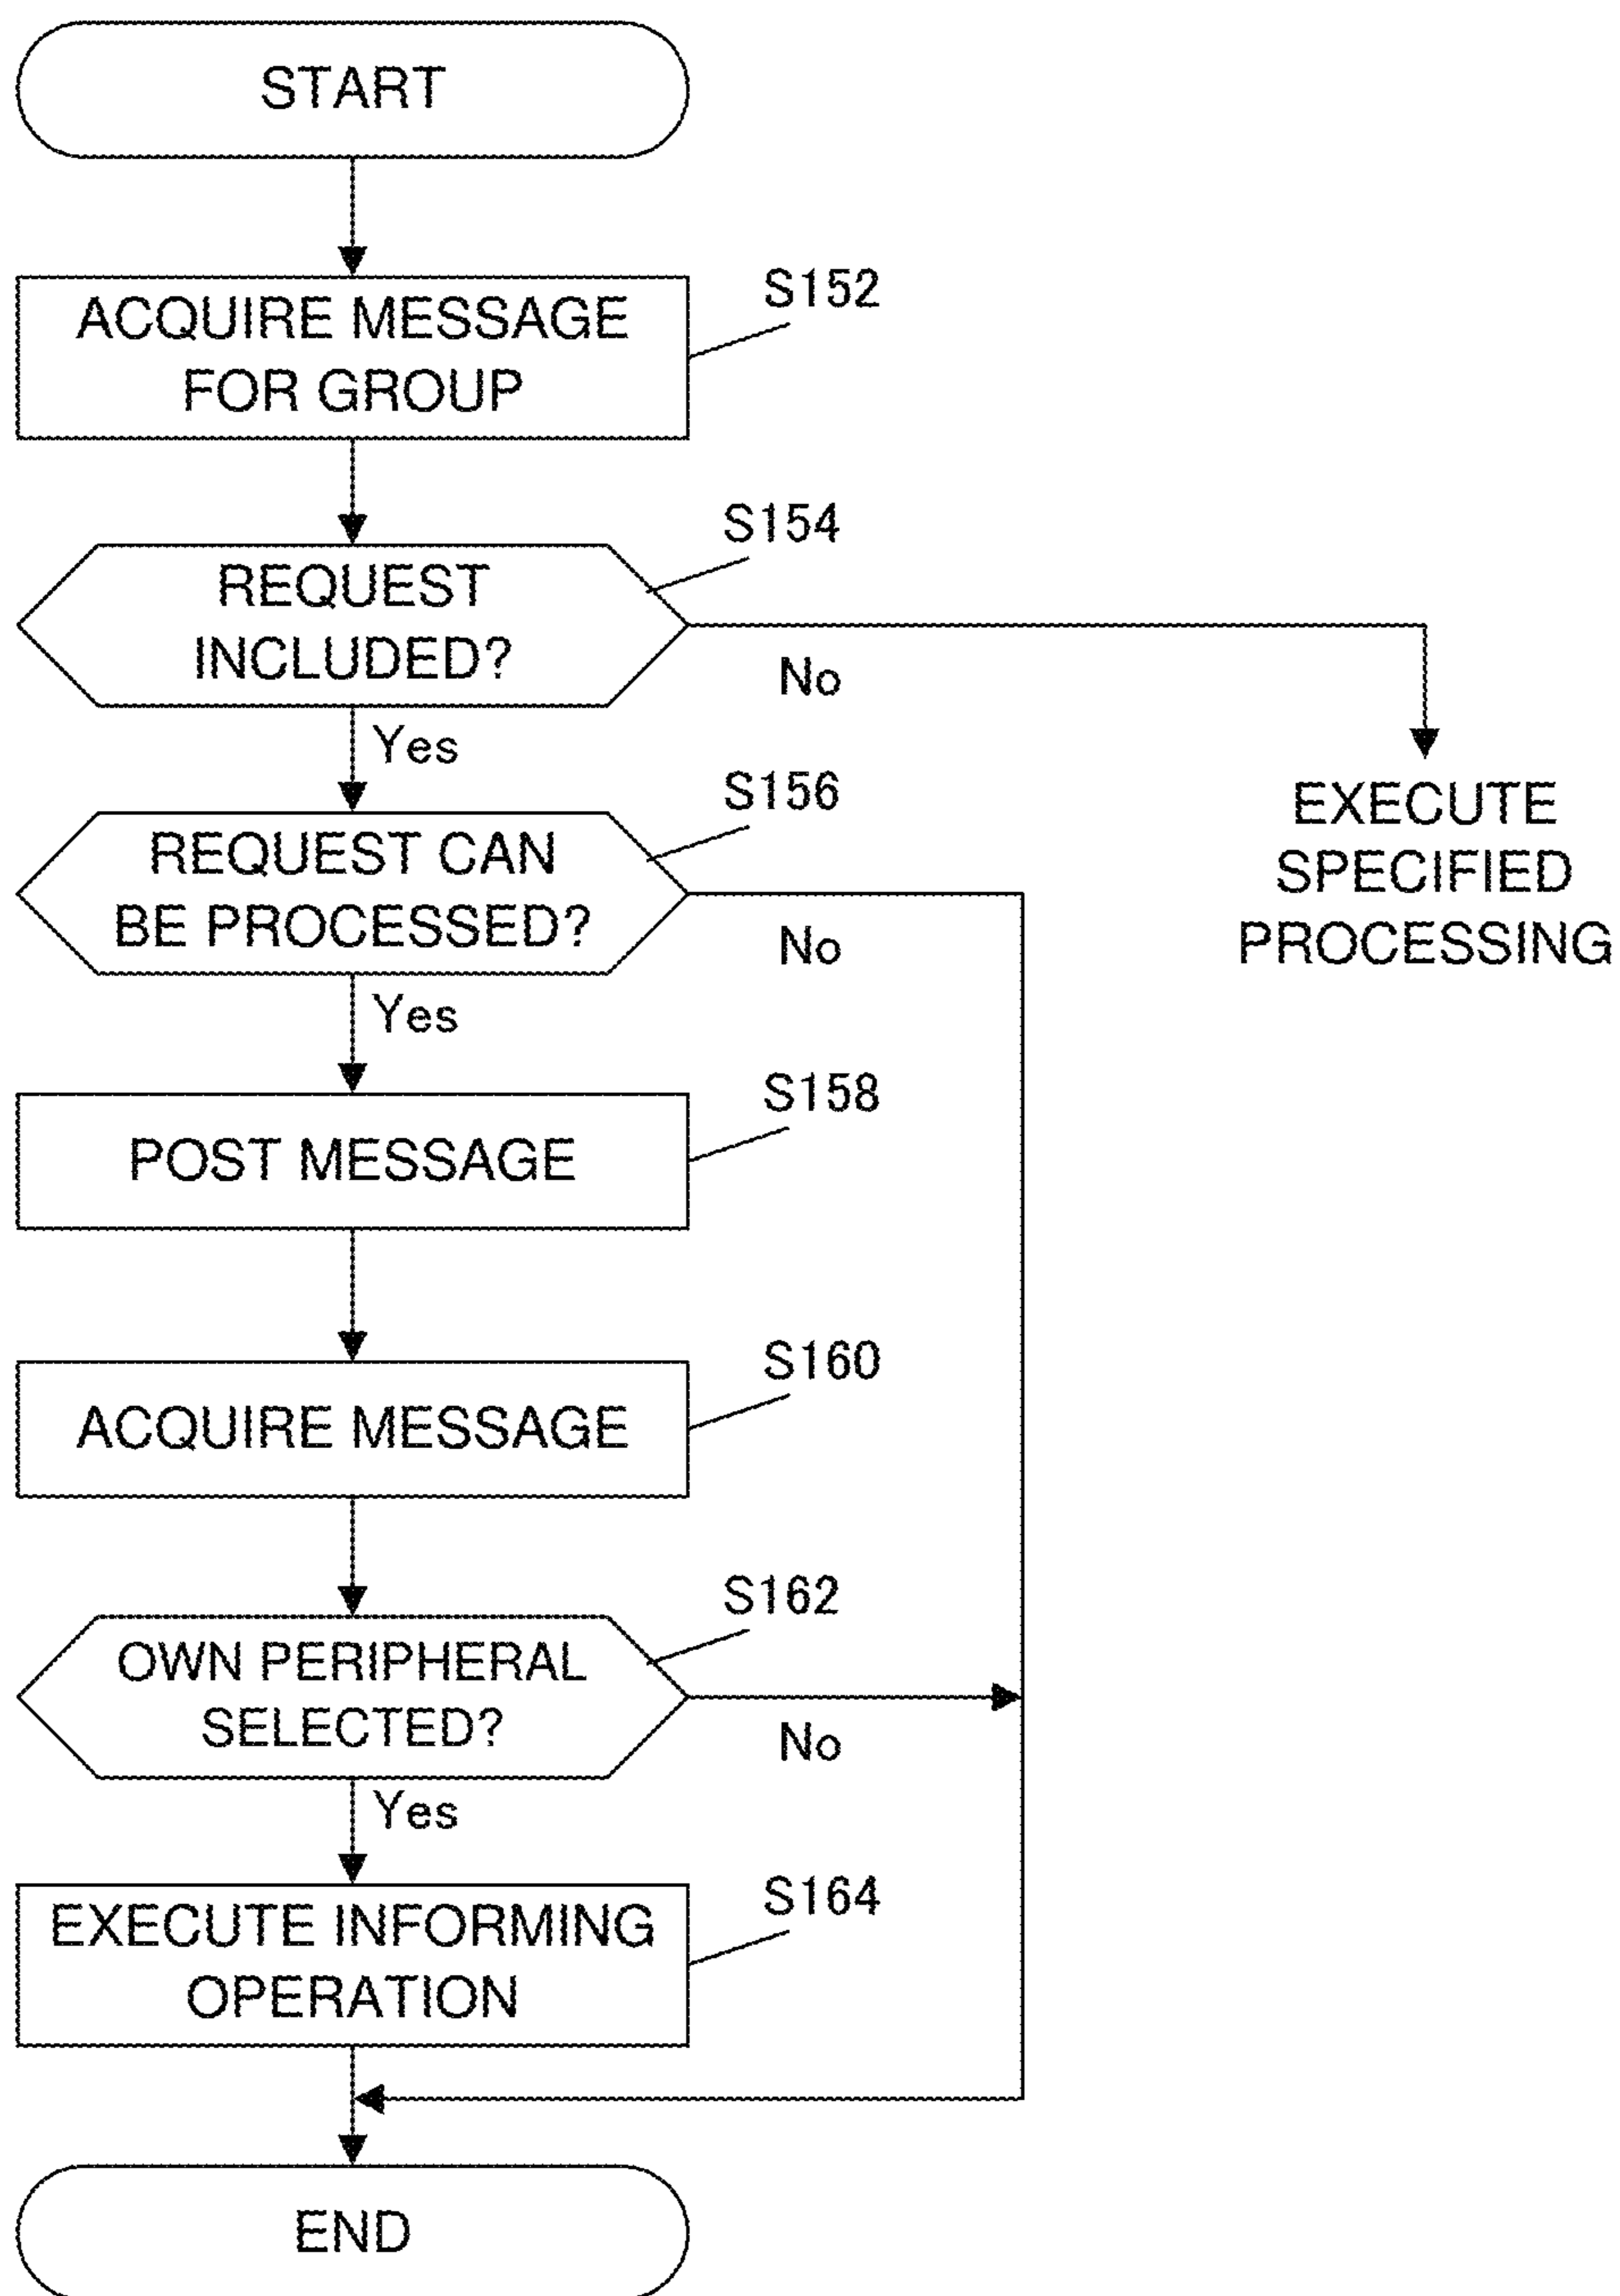 START
S152
ACQUIRE MESSAGE
FOR GROUP
S154
REQUEST
INCLUDED?
No
Yes
EXECUTE
SPECIFIED
PROCESSING
S156
REQUEST CAN
BE PROCESSED?
No
Yes
S158
POST MESSAGE
S160
ACQUIRE MESSAGE
S162
OWN PERIPHERAL
SELECTED?
No
Yes
S164
EXECUTE INFORMING
OPERATION
END